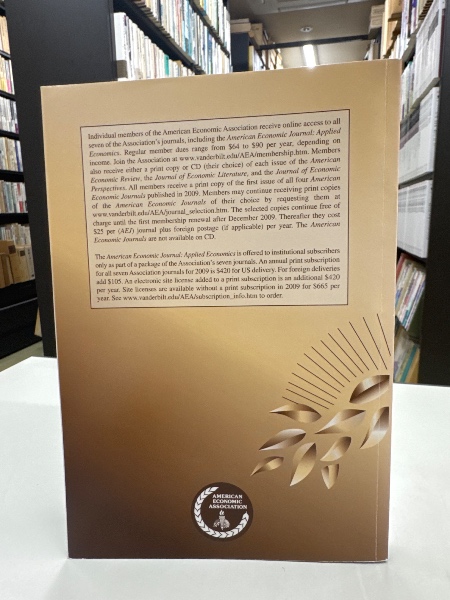 Individual members of the American Economic Association receive online access to all
seven of the Association's journals, including the American Economic Journal: Applied
Economics. Regular member dues range from $64 to $90 per year, depending on
income. Join the Association at www.vanderbilt.edu/AEA/membership.htm. Members
also receive either a print copy or CD (their choice) of each issue of the American
Economic Review, the Journal of Economic Literature, and the Journal of Economic
Perspectives. All members receive a print copy of the first issue of all four American
Economic Journals published in 2009. Members may continue receiving print copies
of the American Economic Journals of their choice by requesting them at
www.vanderbilt.edu/AEA/journal_selection.htm. The selected copies continue free of
charge until the first membership renewal after December 2009. Thereafter they cost
$25 per (AEJ) journal plus foreign postage (if applicable) per year. The American
Economic Journals are not available on CD.
The American Economic Journal: Applied Economics is offered to institutional subscribers
only as part of a package of the Association's seven journals. An annual print subscription
for all seven Association journals for 2009 is $420 for US delivery. For foreign deliveries
add $105. An electronic site license added to a print subscription is an additional $420
per year. Site licenses are available without a print subscription in 2009 for $665 per
year. See www.vanderbilt.edu/AEA/subscription_info.htm to order.
AMERICAN
ECONOMIC
ASSOCIATION